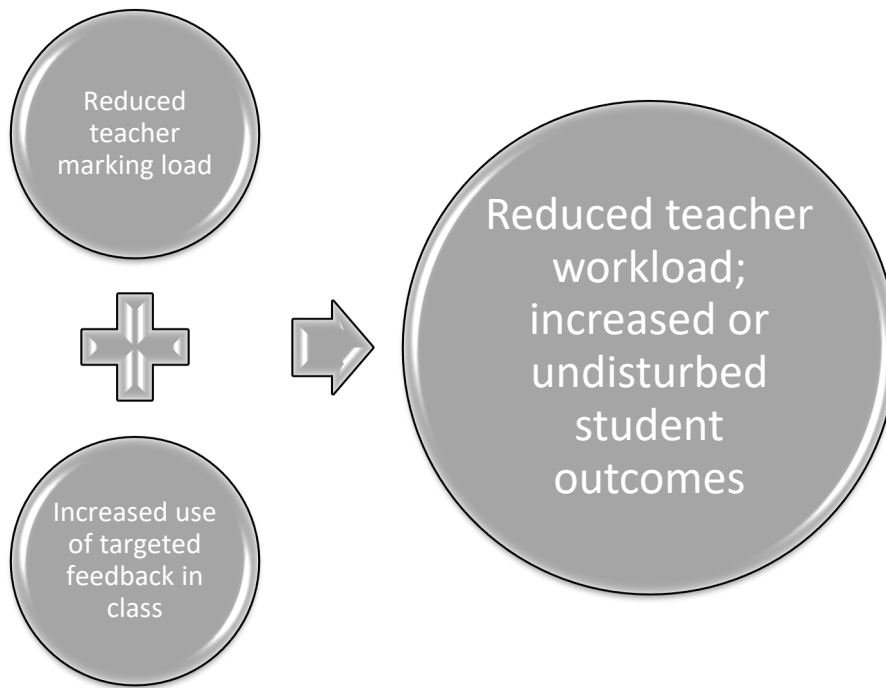 Reduced
teacher
marking load
Increased use
of targeted
feedback in
class
Reduced teacher
workload;
increased or
undisturbed
student
outcomes